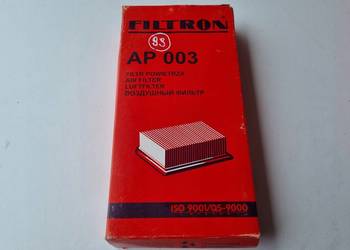 FILTRON
93
AP 003
FILTR POWIETRZA
AIR FILTER
LUFTFILTER
ВОЗДУШНЫЙ ФИЛЬТР
ISO 9001/QS-9000